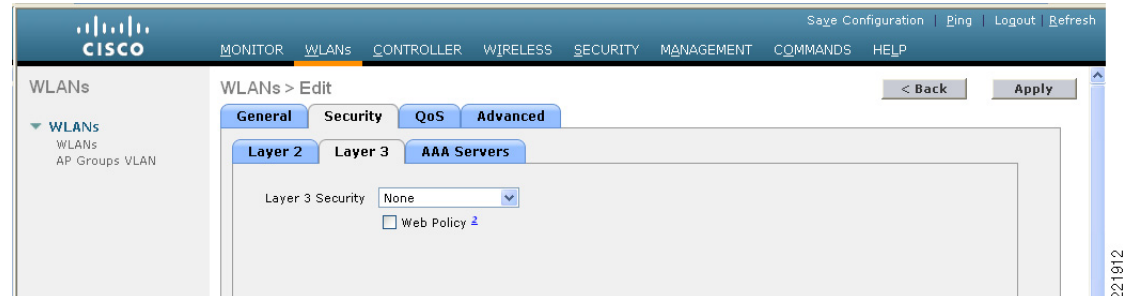 Save Configuration | Ping | Logout | Refresh
CISCO
MONITOR WLANs CONTROLLER WIRELESS SECURITY MANAGEMENT COMMANDS HELP
WLANs
WLANs > Edit
< Back
Apply
General Security QoS Advanced
WLANs
WLANs
AP Groups VLAN
Layer 2 Layer 3 AAA Servers
Layer 3 Security None
Web Policy 2
221912